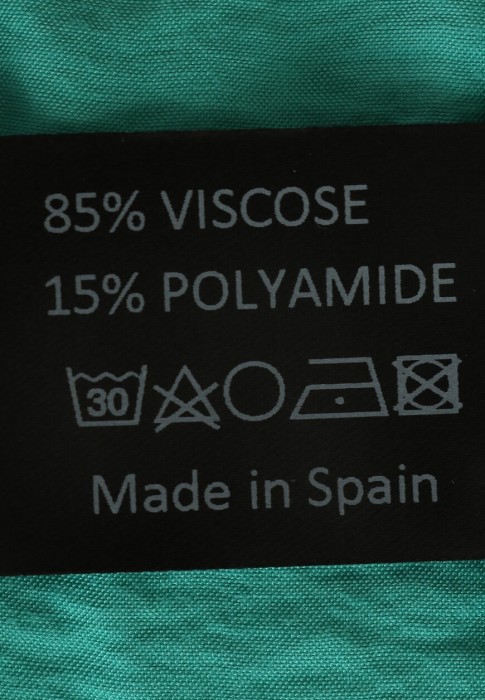 85% VISCOSE
15% POLYAMIDE
30
Made in Spain